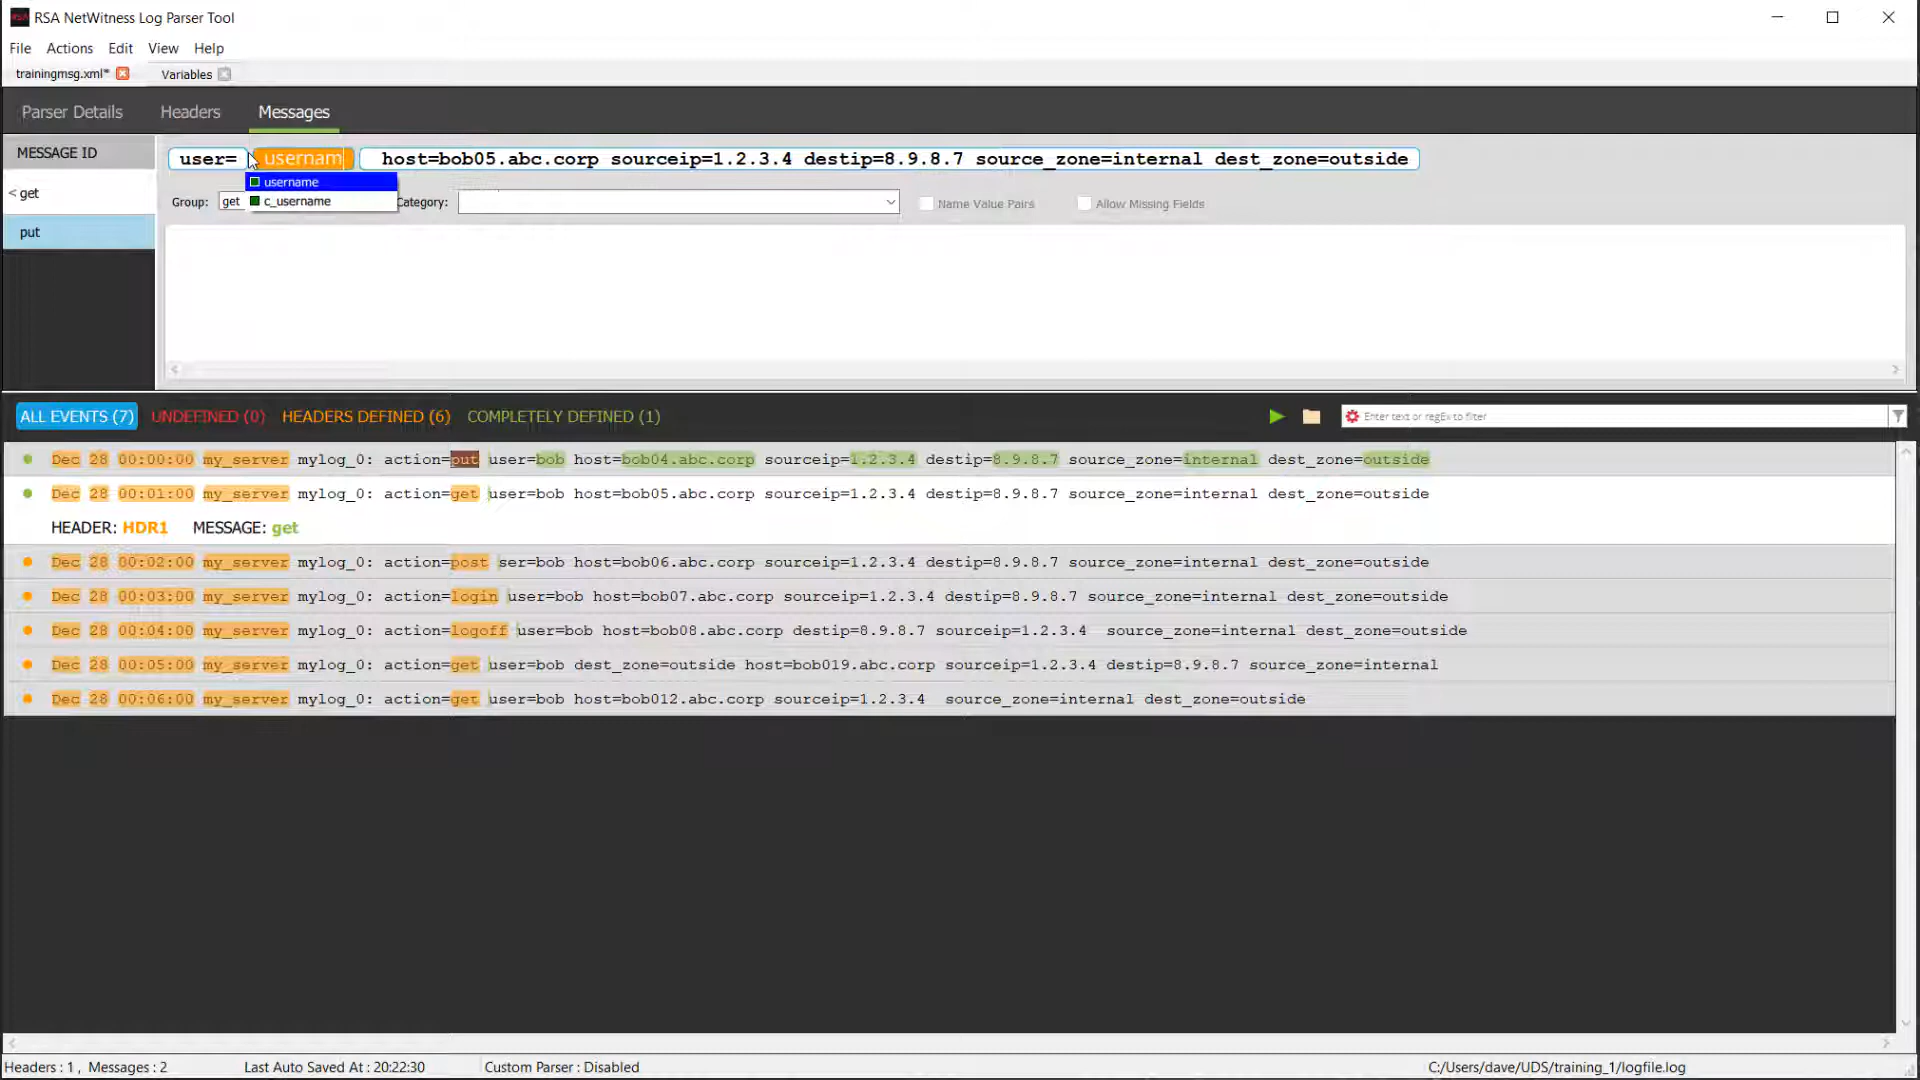 RSA NetWitness Log Parser Tool
File Actions Edit View Help
trainingmsg.xml* Variables
Parser Details Headers Messages
MESSAGE ID
user= usernam host=bob05.abc.corp sourceip=1.2.3.4 destip=8.9.8.7 source_zone=internal dest_zone=outside
username
< get
Group: get c_username Category: Name Value Pairs Allow Missing Fields
put
ALL EVENTS (7) UNDEFINED (0) HEADERS DEFINED (6) COMPLETELY DEFINED (1) Enter text or regEx to filter
Dec 28 00:00:00 my_server mylog_0: action=put user=bob host=bob04.abc.corp sourceip=1.2.3.4 destip=8.9.8.7 source_zone=internal dest_zone=outside
Dec 28 00:01:00 my_server mylog_0: action=get user=bob host=bob05.abc.corp sourceip=1.2.3.4 destip=8.9.8.7 source_zone=internal dest_zone=outside
HEADER: HDR1 MESSAGE: get
Dec 28 00:02:00 my_server mylog_0: action=post ser=bob host=bob06.abc.corp sourceip=1.2.3.4 destip=8.9.8.7 source_zone=internal dest_zone=outside
Dec 28 00:03:00 my_server mylog_0: action=login user=bob host=bob07.abc.corp sourceip=1.2.3.4 destip=8.9.8.7 source_zone=internal dest_zone=outside
Dec 28 00:04:00 my_server mylog_0: action=logoff user=bob host=bob08.abc.corp destip=8.9.8.7 sourceip=1.2.3.4 source_zone=internal dest_zone=outside
Dec 28 00:05:00 my_server mylog_0: action=get user=bob dest_zone=outside host=bob019.abc.corp sourceip=1.2.3.4 destip=8.9.8.7 source_zone=internal
Dec 28 00:06:00 my_server mylog_0: action=get user=bob host=bob012.abc.corp sourceip=1.2.3.4 source_zone=internal dest_zone=outside
Headers : 1 , Messages : 2 Last Auto Saved At : 20:22:30 Custom Parser : Disabled C:/Users/dave/UDS/training_1/logfile.log